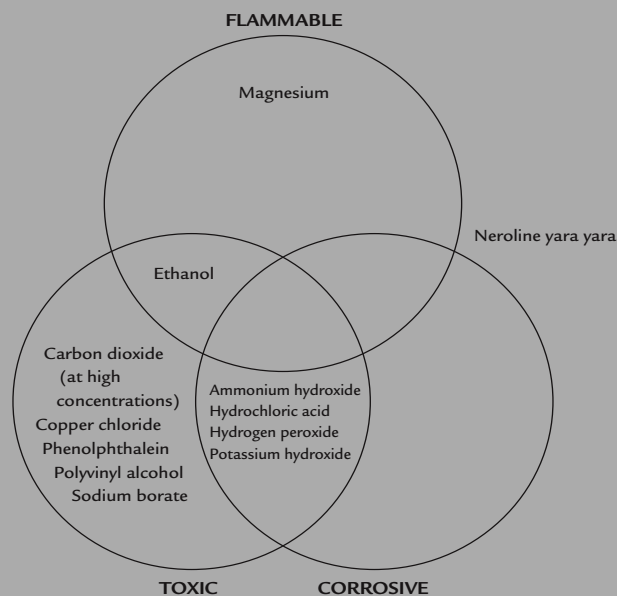 FLAMMABLE
Magnesium
Neroline yara yara
Ethanol
Carbon dioxide
(at high
concentrations)
Copper chloride
Phenolphthalein
Polyvinyl alcohol
Sodium borate
Ammonium hydroxide
Hydrochloric acid
Hydrogen peroxide
Potassium hydroxide
TOXIC
CORROSIVE